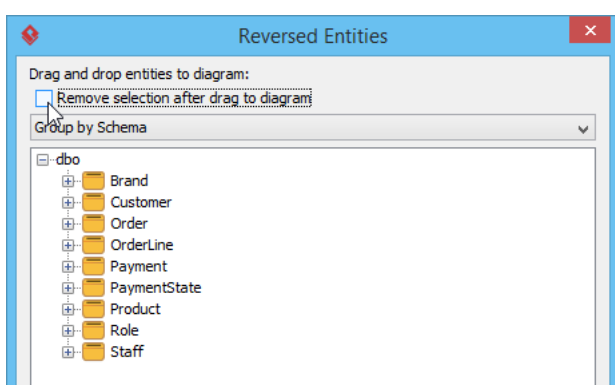 Reversed Entities
Drag and drop entities to diagram:
Remove selection after drag to diagram
Group by Schema
dbo
Brand
Customer
Order
OrderLine
Payment
PaymentState
Product
Role
Staff